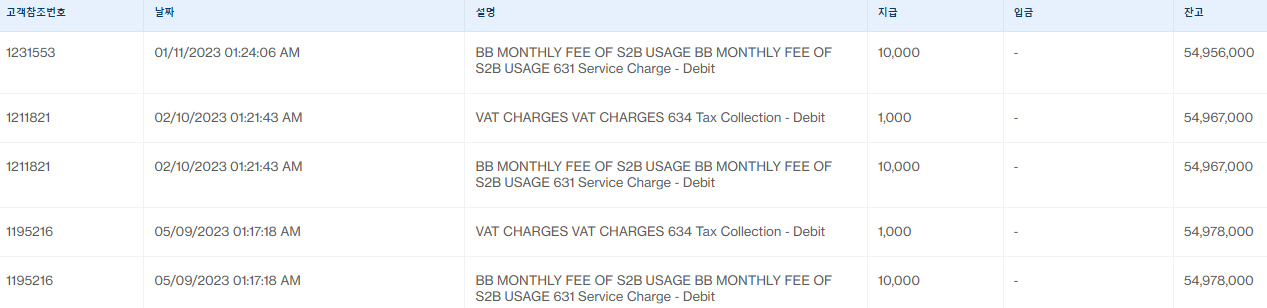 고객참조번호 날짜 설명 지급 입금 잔고
1231553 01/11/2023 01:24:06 AM BB MONTHLY FEE OF S2B USAGE BB MONTHLY FEE OF 10,000 - 54,956,000
S2B USAGE 631 Service Charge - Debit
1211821 02/10/2023 01:21:43 AM VAT CHARGES VAT CHARGES 634 Tax Collection - Debit 1,000 - 54,967,000
1211821 02/10/2023 01:21:43 AM BB MONTHLY FEE OF S2B USAGE BB MONTHLY FEE OF 10,000 - 54,967,000
S2B USAGE 631 Service Charge - Debit
1195216 05/09/2023 01:17:18 AM VAT CHARGES VAT CHARGES 634 Tax Collection - Debit 1,000 - 54,978,000
1195216 05/09/2023 01:17:18 AM BB MONTHLY FEE OF S2B USAGE BB MONTHLY FEE OF 10,000 - 54,978,000
S2B USAGE 631 Service Charge - Debit